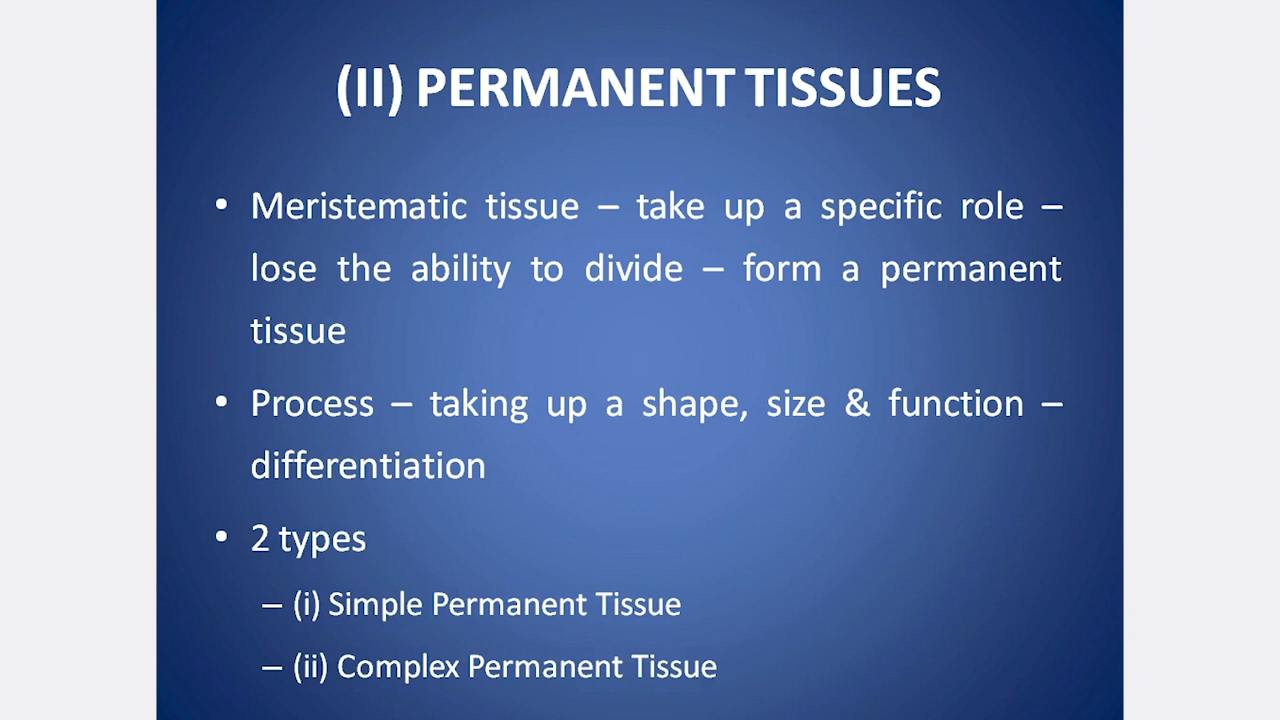 (II) PERMANENT TISSUES
• Meristematic tissue – take up a specific role –
lose the ability to divide – form a permanent
tissue
• Process – taking up a shape, size & function –
differentiation
• 2 types
– (i) Simple Permanent Tissue
– (ii) Complex Permanent Tissue